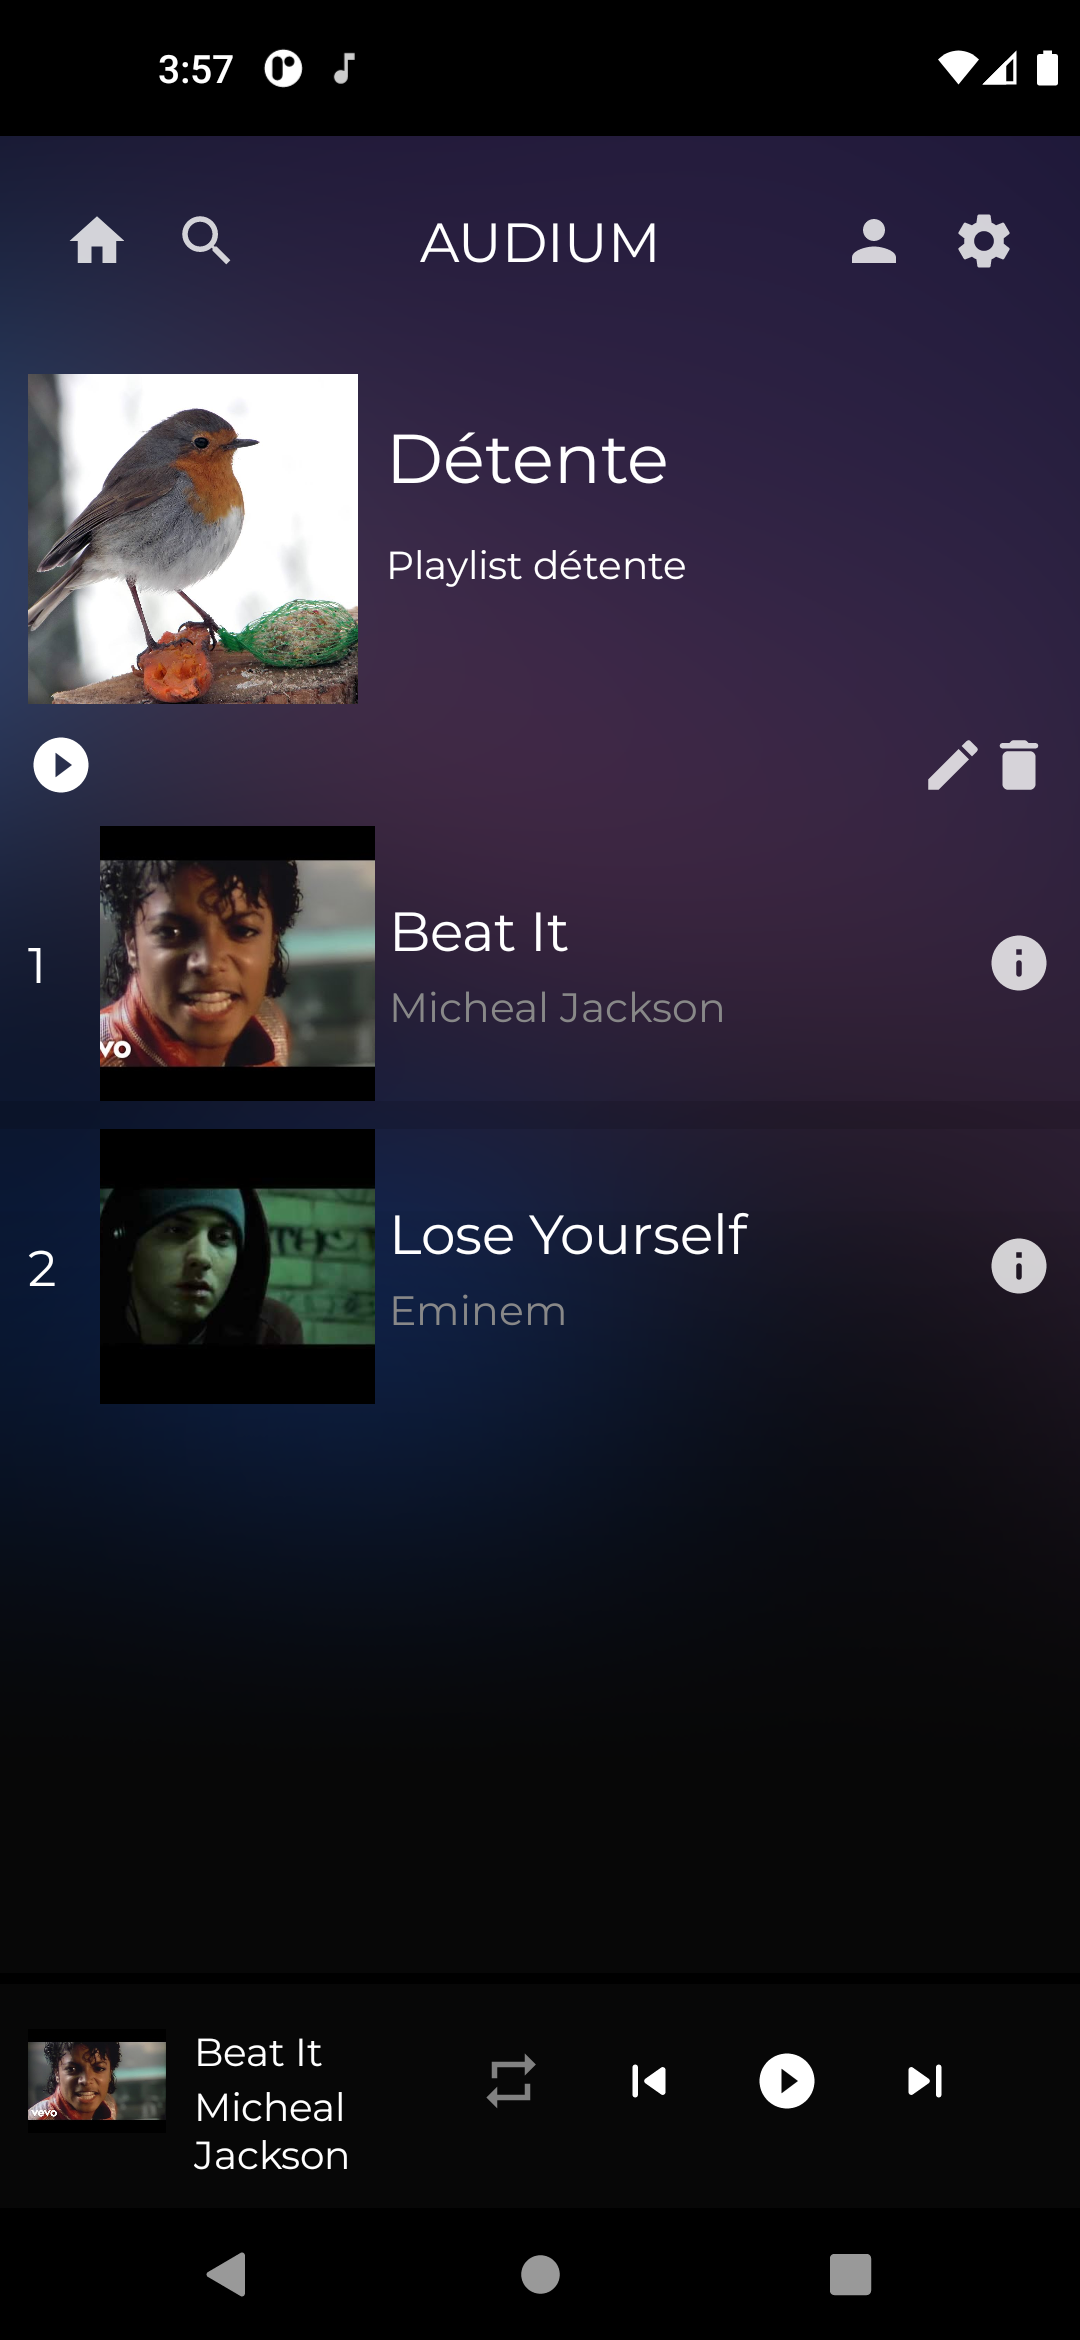 3:57
AUDIUM
Détente
Playlist détente
1
Beat It
Micheal Jackson
vo
2
Lose Yourself
Eminem
Beat It
Micheal
Jackson
vevo